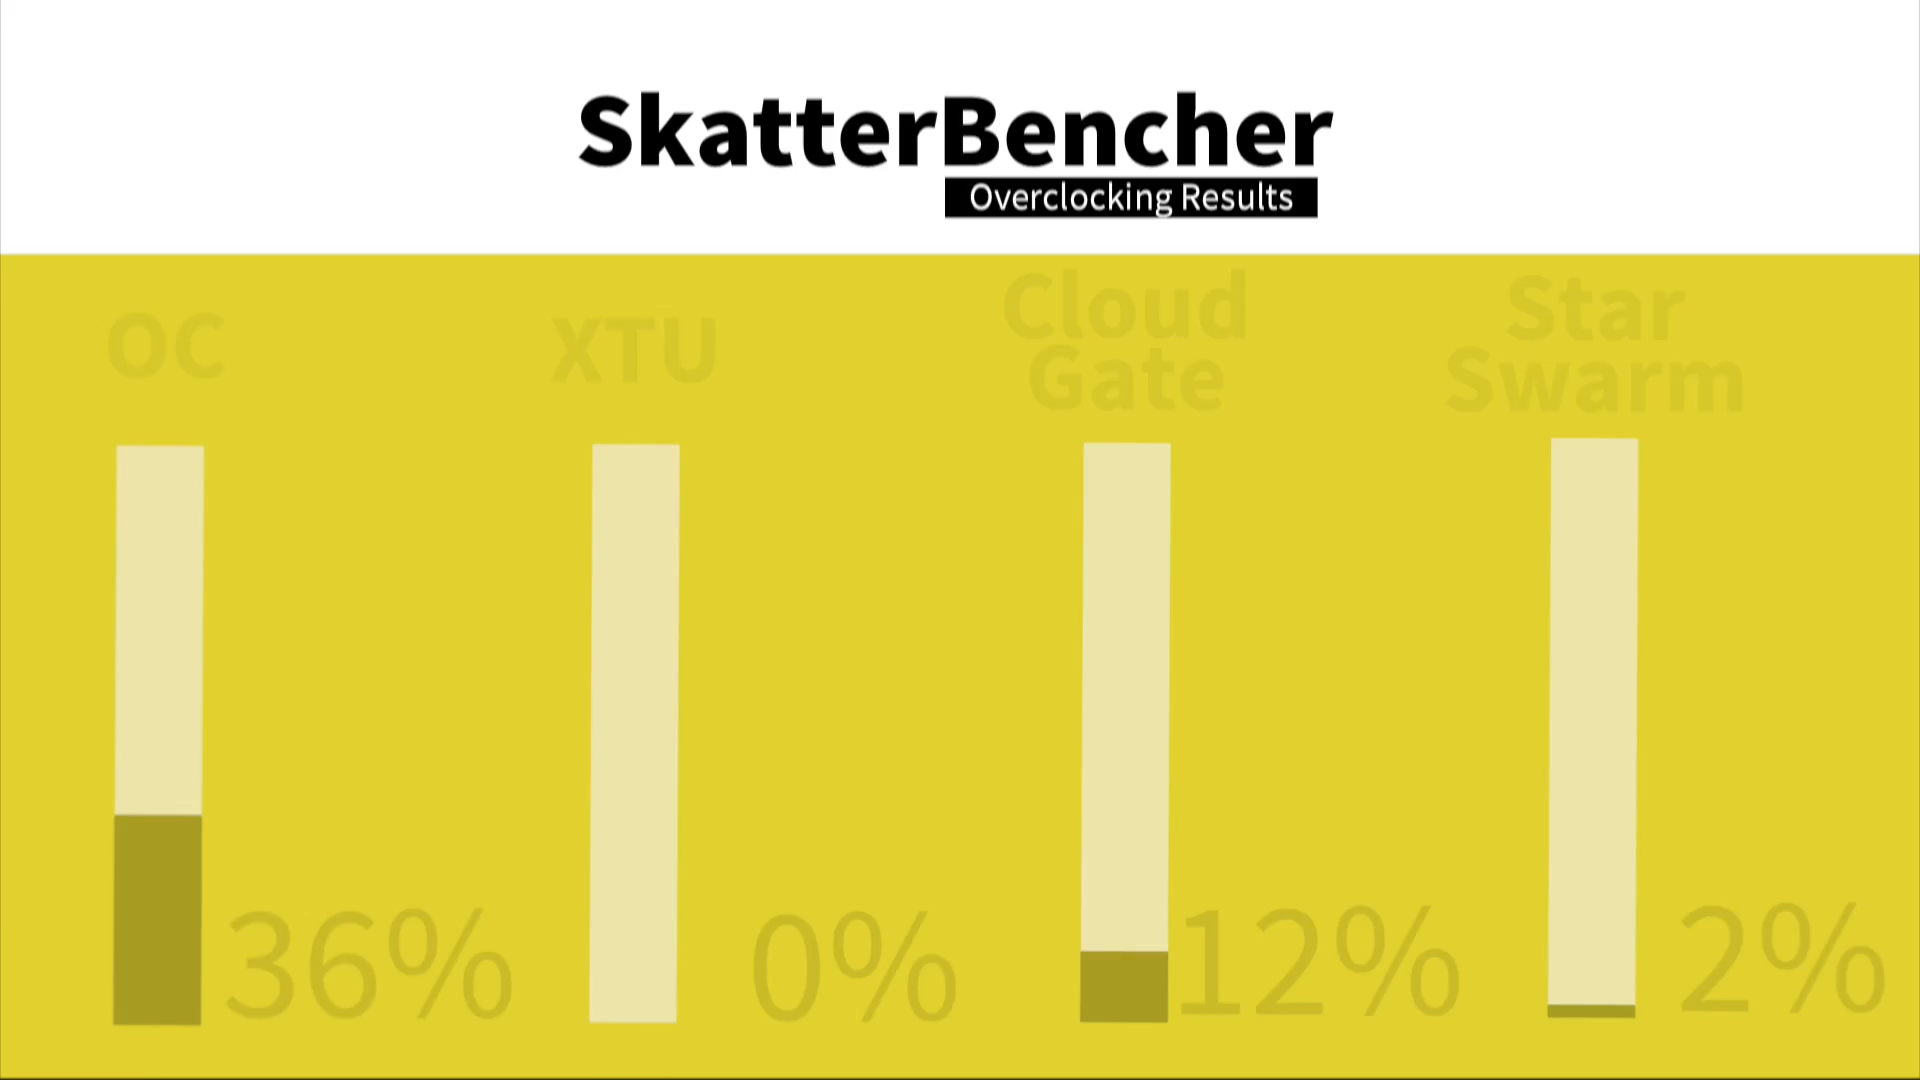 SkatterBencher
Overclocking Results
OC
XTU
Cloud
Gate
Star
Swarm
36%
0%
12%
2%